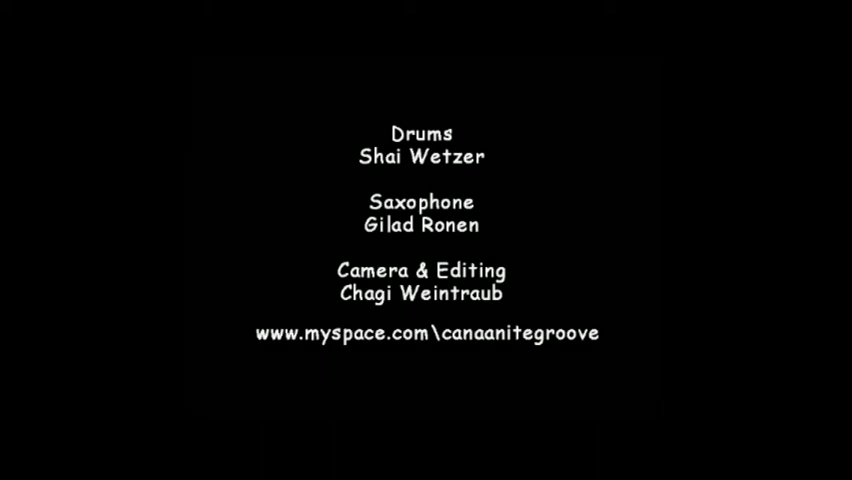 Drums
Shai Wetzer
Saxophone
Gilad Ronen
Camera & Editing
Chagi Weintraub
www.myspace.com\canaanitegroove